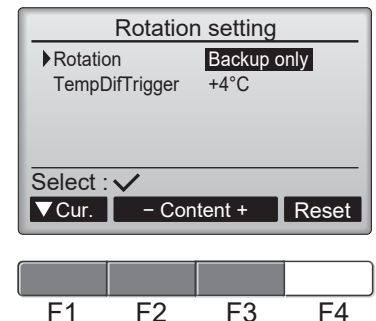 Rotation setting
Rotation Backup only
TempDifTrigger +4°C
Select :
Cur. − Content + Reset
F1 F2 F3 F4